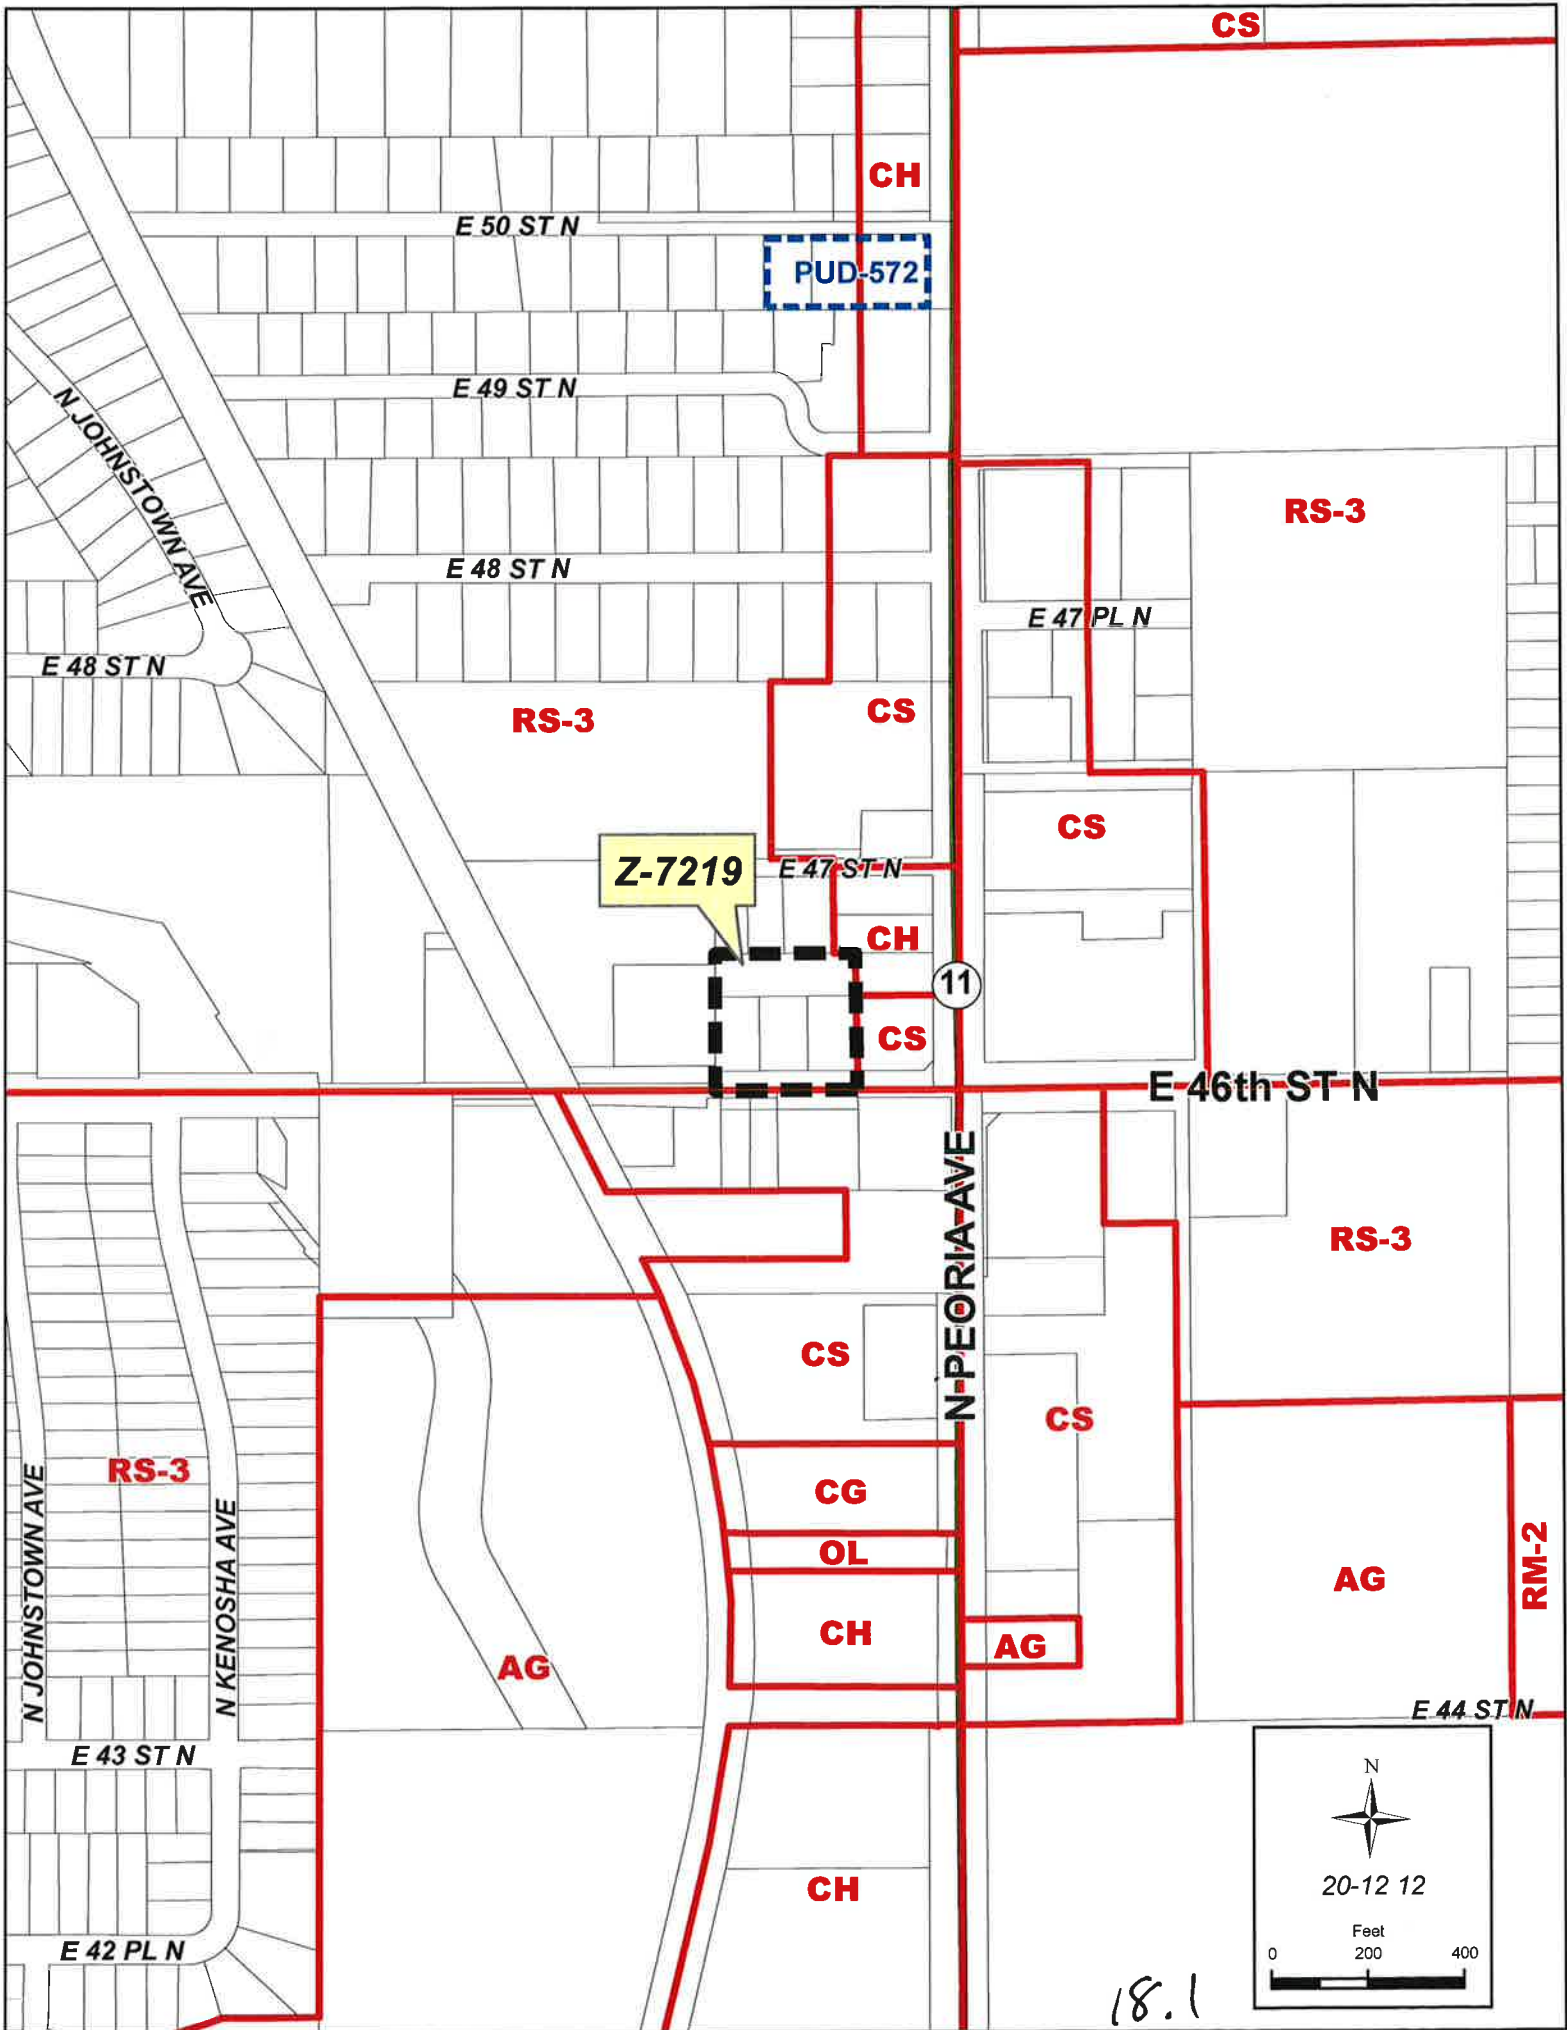 CS
CH
E 50 ST N
PUD-572
E 49 ST N
N JOHNSTOWN AVE
RS-3
E 48 ST N
E 47 PL N
E 48 ST N
RS-3
CS
CS
Z-7219
E 47 ST N
CH
11
CS
E 46th ST N
N PEORIA AVE
RS-3
CS
CS
RS-3
N JOHNSTOWN AVE
N KENOSHA AVE
CG
OL
CH
AG
AG
RM-2
AG
E 44 ST N
E 43 ST N
N
20-12 12
CH
Feet
0 200 400
E 42 PL N
18.1